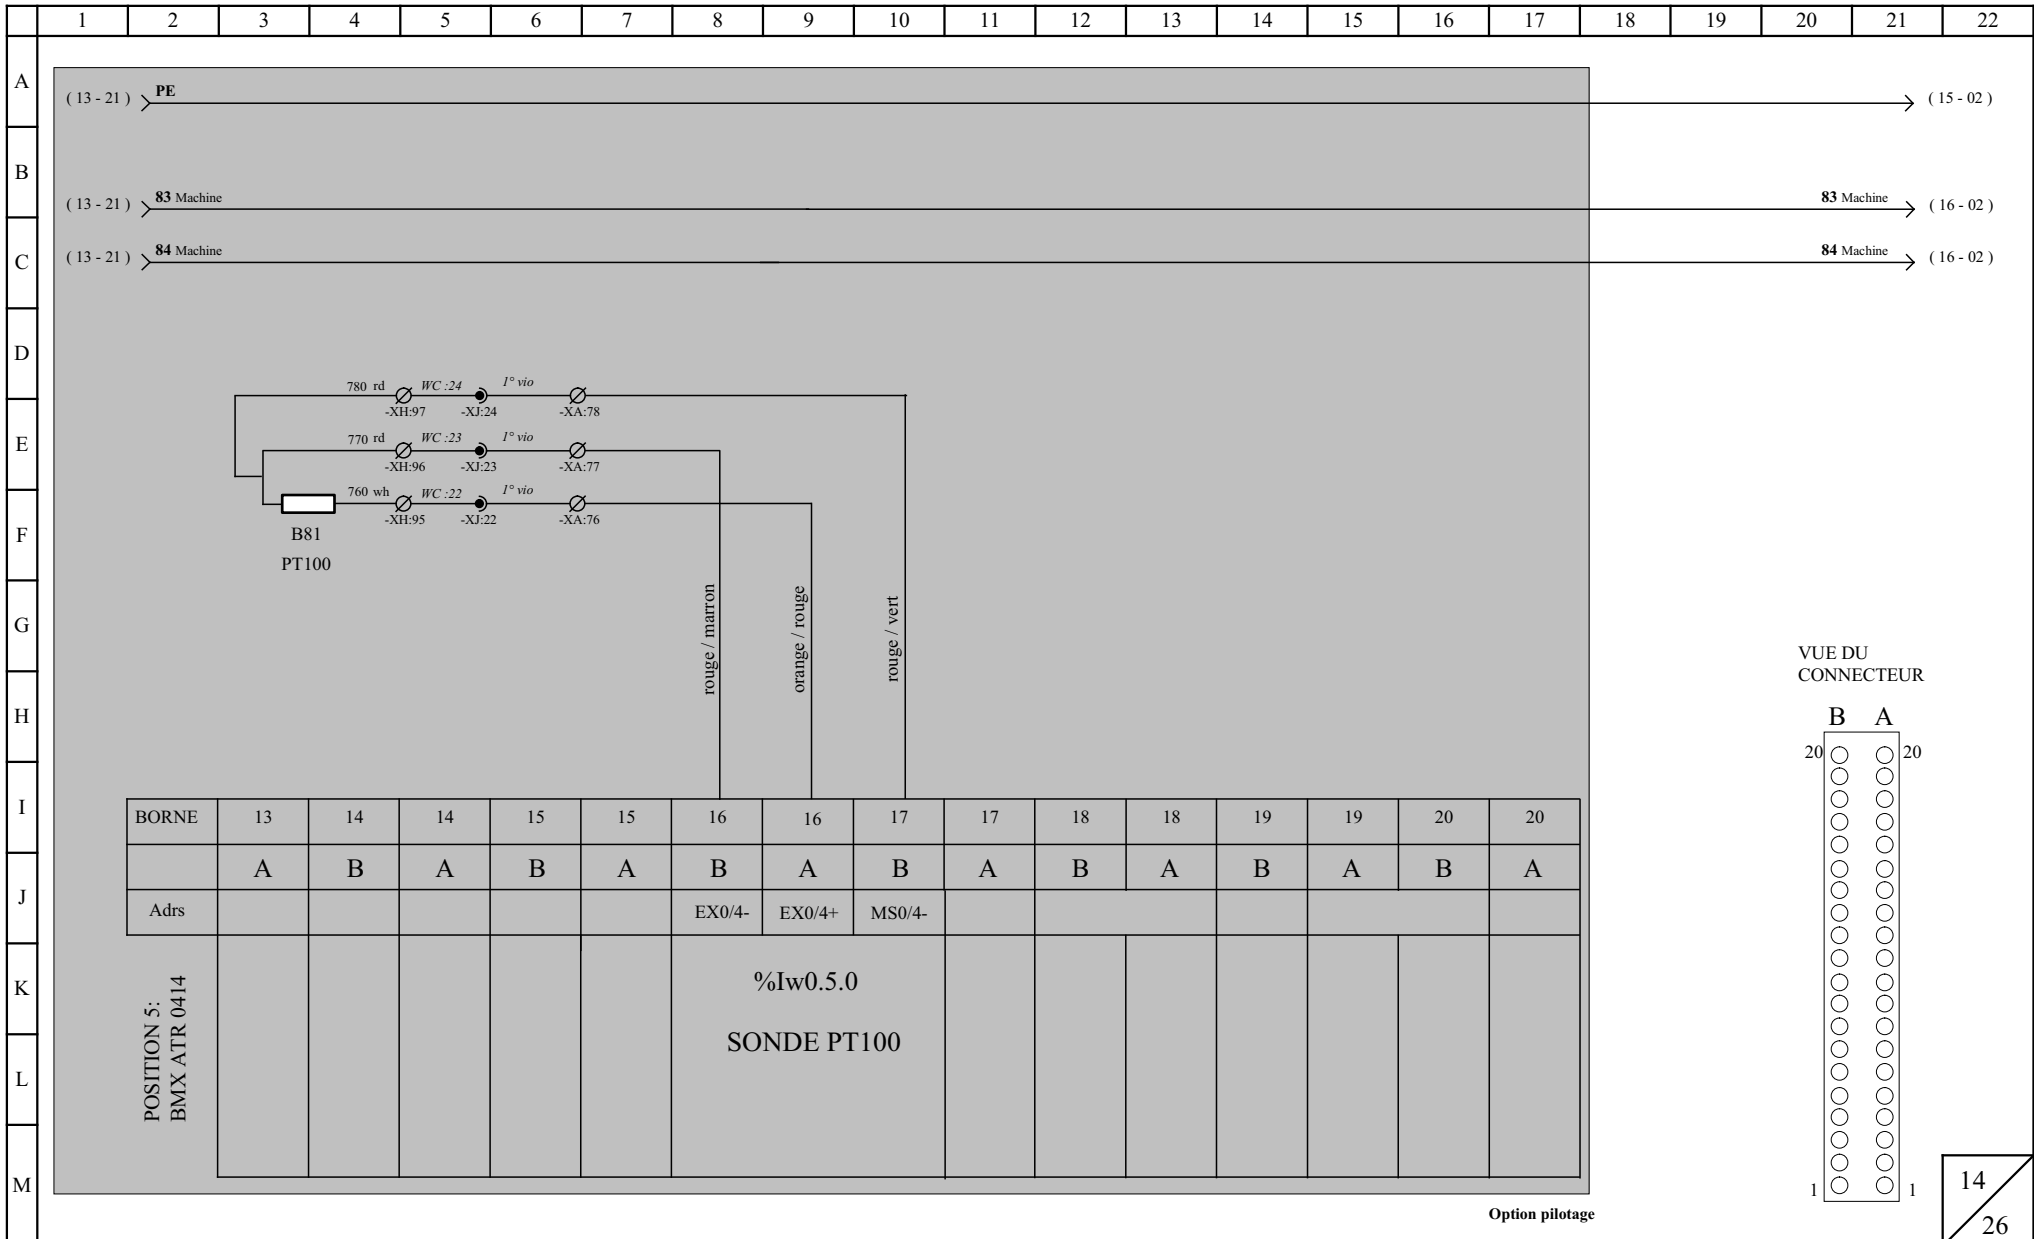 1 2 3 4 5 6 7 8 9 10 11 12 13 14 15 16 17 18 19 20 21 22
A
( 13 - 21 ) PE ( 15 - 02 )
B
( 13 - 21 ) 83 Machine 83 Machine ( 16 - 02 )
C
( 13 - 21 ) 84 Machine 84 Machine ( 16 - 02 )
D
780 rd WC :24 1° vio
-XH:97 -XJ:24 -XA:78
E
770 rd WC :23 1° vio
-XH:96 -XJ:23 -XA:77
760 wh WC :22 1° vio
-XH:95 -XJ:22 -XA:76
F
B81
PT100
G
rouge / marron
orange / rouge
rouge / vert
VUE DU
CONNECTEUR
H
B A
20 20
I
BORNE 13 14 14 15 15 16 16 17 17 18 18 19 19 20 20
A B A B A B A B A B A B A B A
J
Adrs EX0/4- EX0/4+ MS0/4-
K
%Iw0.5.0
POSITION 5:
BMX ATR 0414
SONDE PT100
L
M
1 1
14
26
Option pilotage